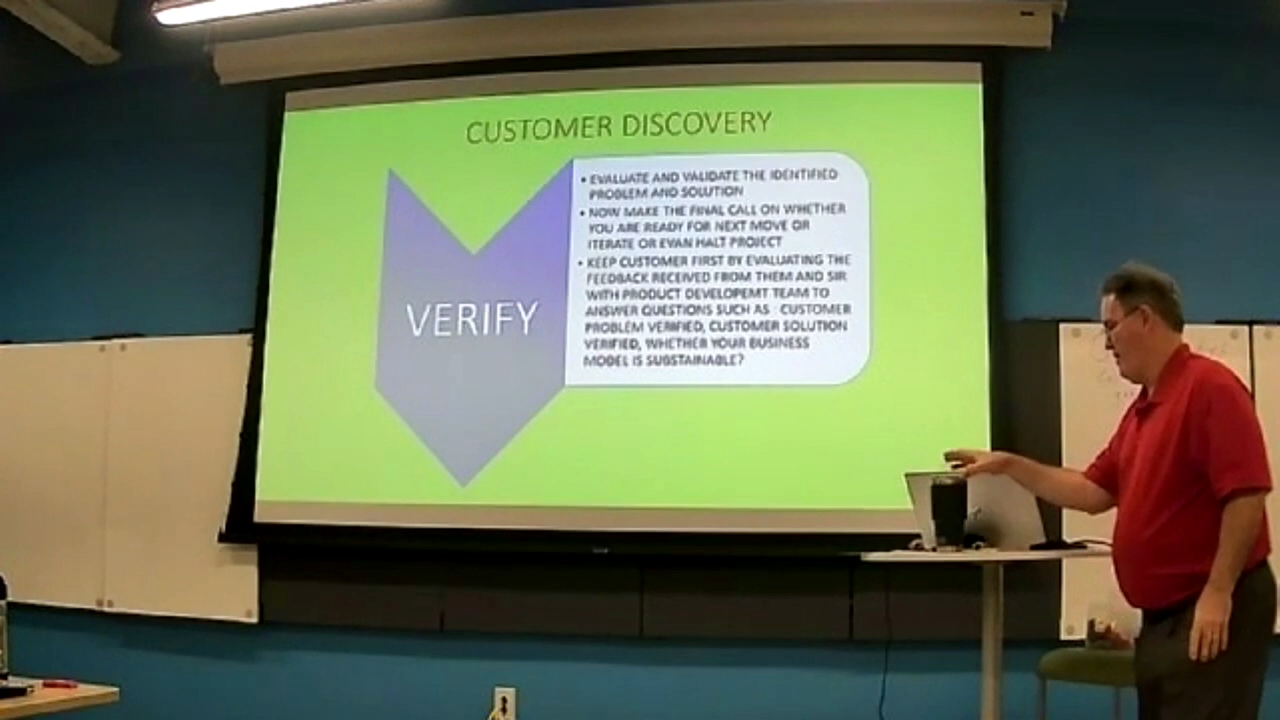 CUSTOMER DISCOVERY
VERIFY
• EVALUATE AND VALIDATE THE IDENTIFIED
PROBLEM AND SOLUTION
• NOW MAKE THE FINAL CALL ON WHETHER
YOU ARE READY FOR NEXT MOVE OR
ITERATE OR EVAN HALT PROJECT
• KEEP CUSTOMER FIRST BY EVALUATING THE
FEEDBACK RECEIVED FROM THEM AND SIR
WITH PRODUCT DEVELOPEMT TEAM TO
ANSWER QUESTIONS SUCH AS : CUSTOMER
PROBLEM VERIFIED, CUSTOMER SOLUTION
VERIFIED, WHETHER YOUR BUSINESS
MODEL IS SUBSTAINABLE?